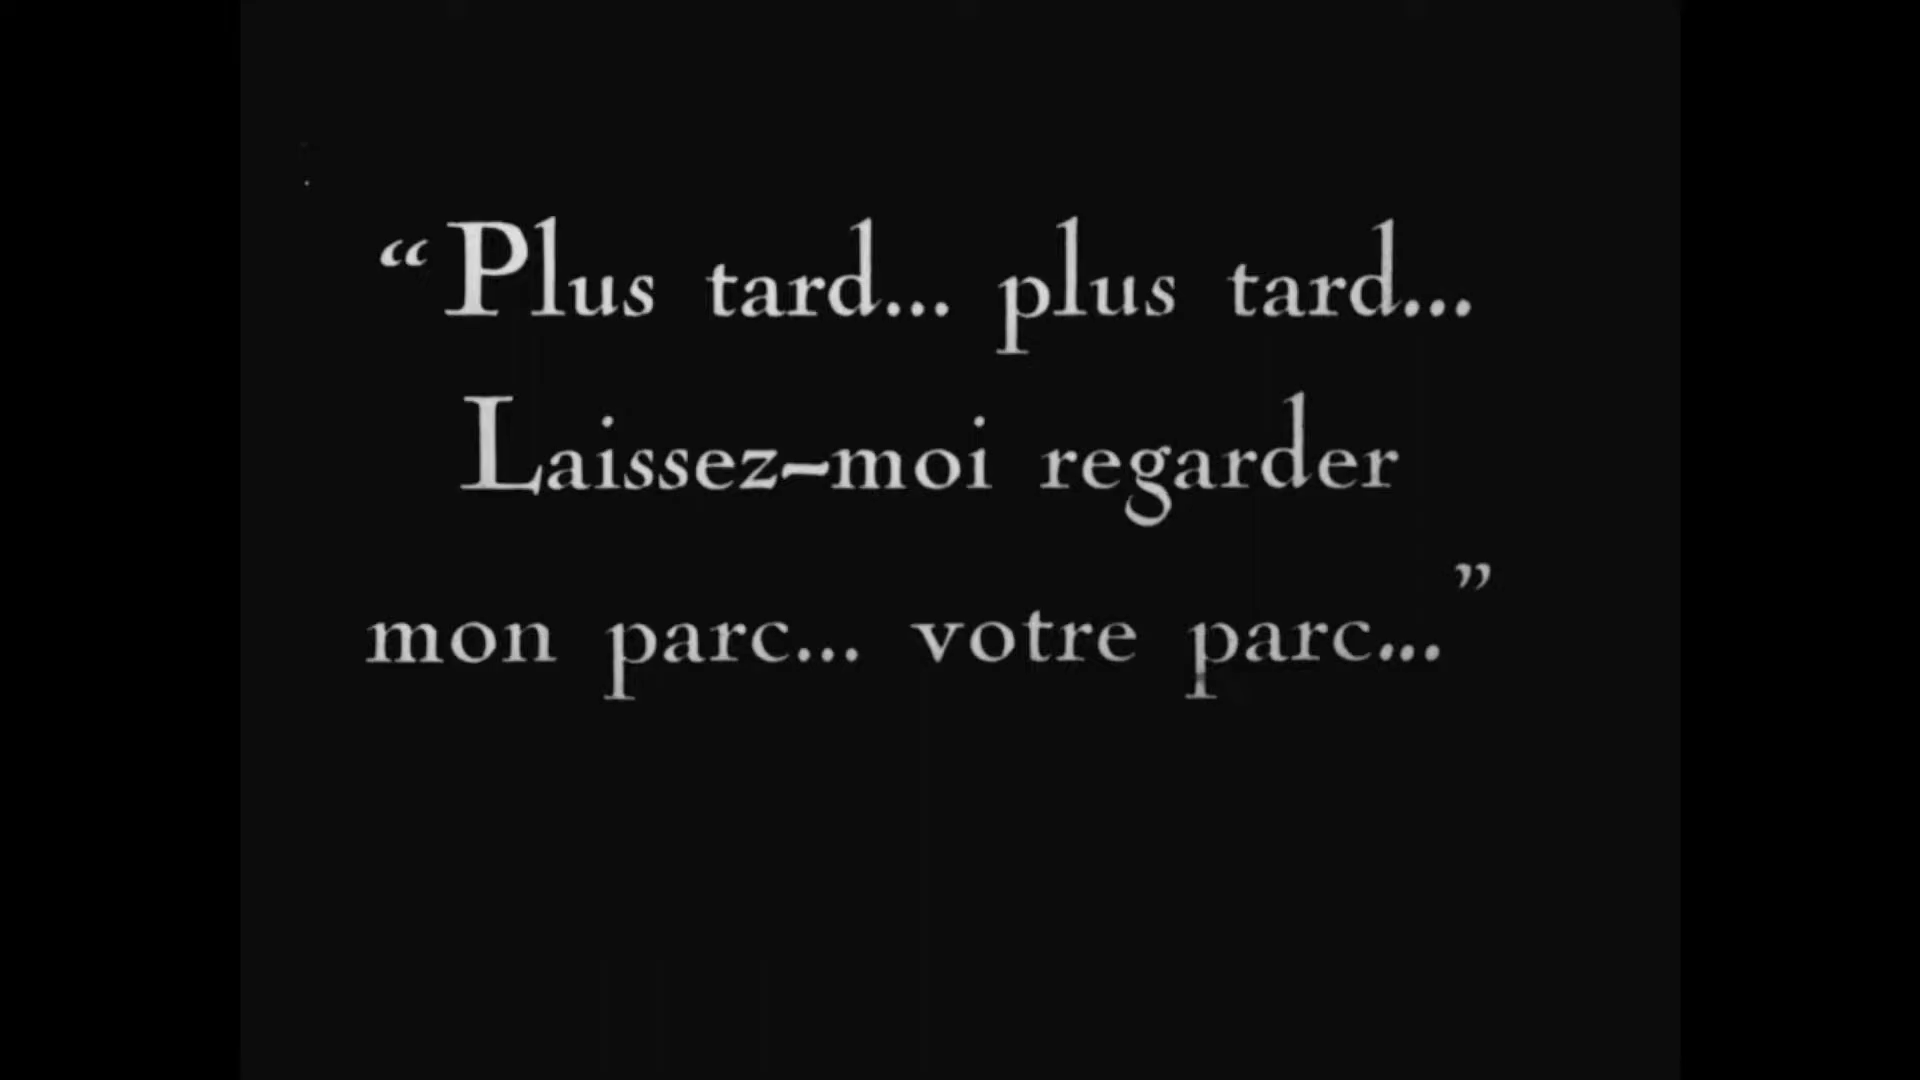 “Plus tard... plus tard...
Laissez-moi regarder
mon parc... votre parc...”